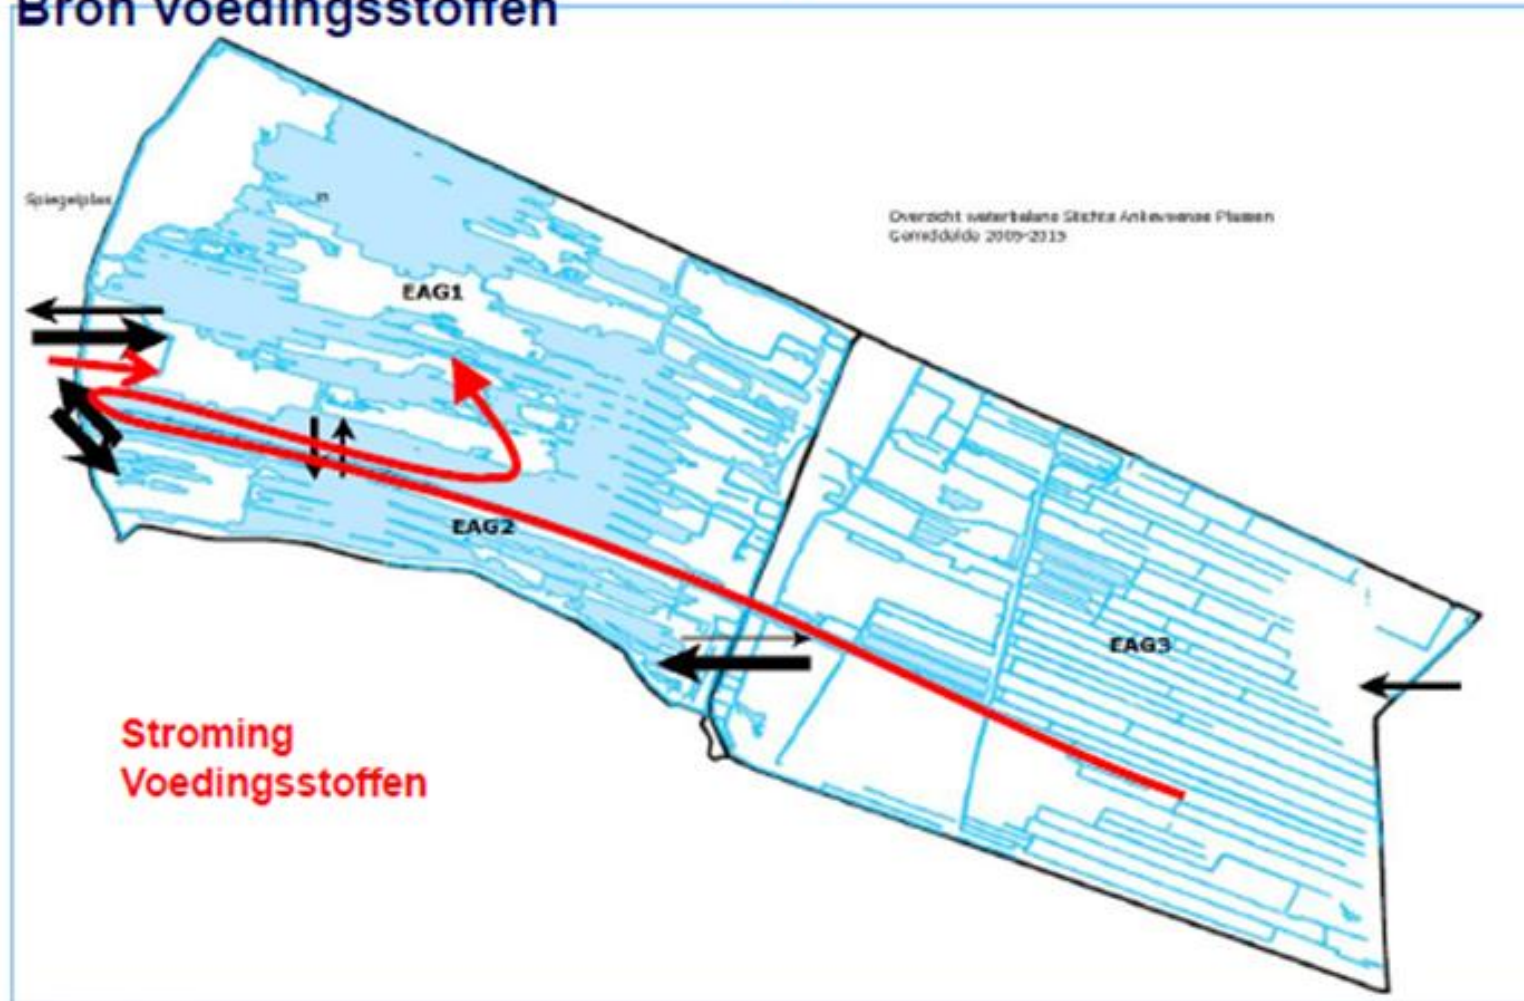 Bron voedingsstoffen
Spiegelplas
Overzicht waterbalans Stichts Ankeveense Plassen
Gemiddelde 2009-2015
EAG1
EAG2
EAG3
Stroming
Voedingsstoffen